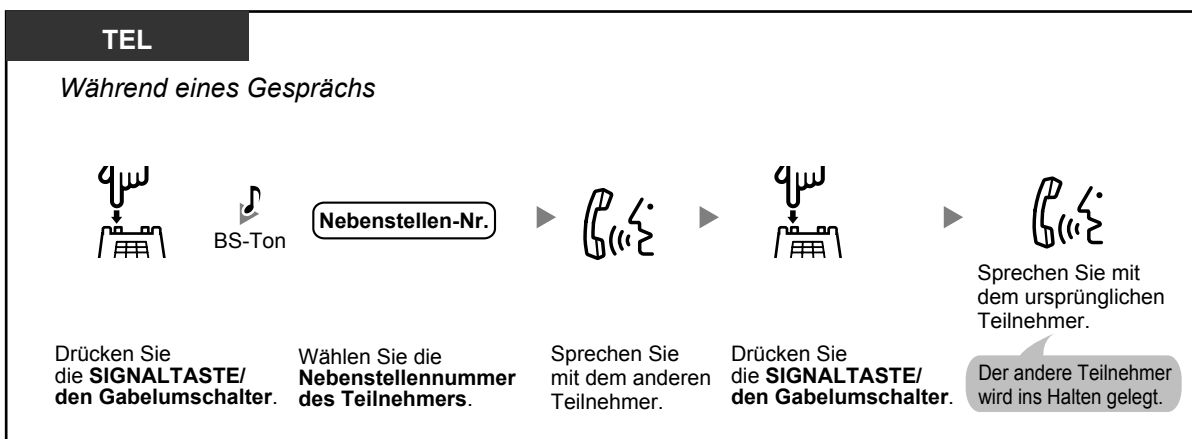 TEL
Während eines Gesprächs
BS-Ton
Nebenstellen-Nr.
Drücken Sie
die SIGNALTASTE/
den Gabelumschalter.
Wählen Sie die
Nebenstellennummer
des Teilnehmers.
Sprechen Sie
mit dem anderen
Teilnehmer.
Drücken Sie
die SIGNALTASTE/
den Gabelumschalter.
Sprechen Sie mit
dem ursprünglichen
Teilnehmer.
Der andere Teilnehmer
wird ins Halten gelegt.